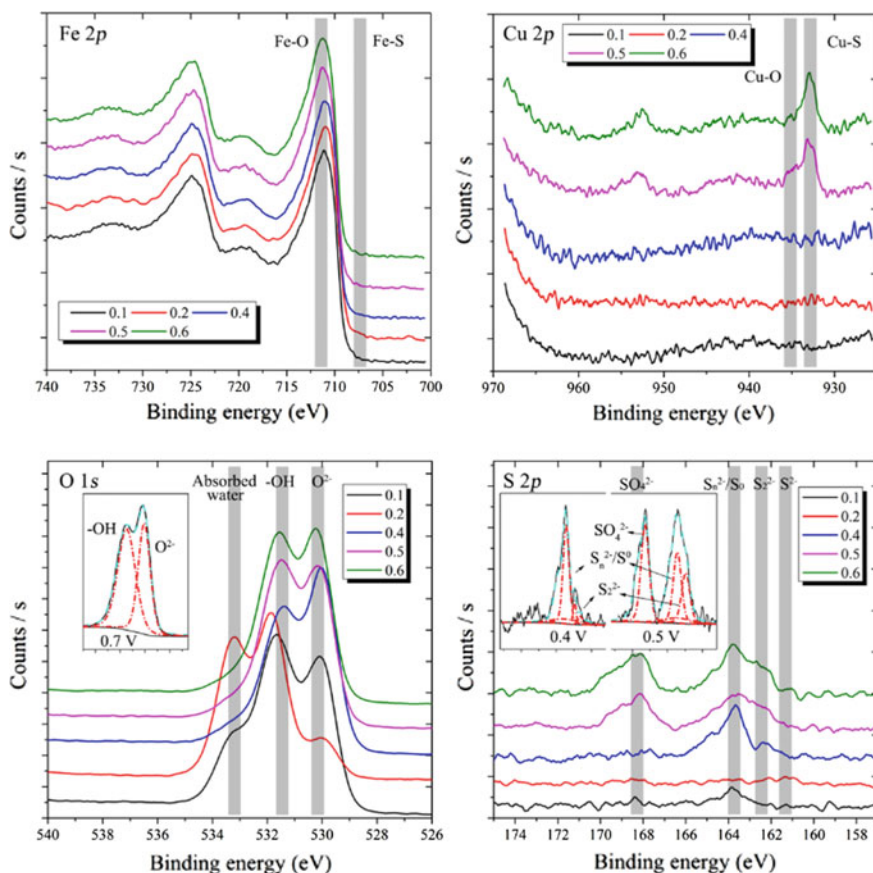 Fe 2p
Fe-O
Fe-S
0.1 0.2 0.4
0.5 0.6
Counts / s
740 735 730 725 720 715 710 705 700
Binding energy (eV)
Cu 2p
0.1 0.2 0.4
0.5 0.6
Cu-O
Cu-S
Counts / s
970 960 950 940 930
Binding energy (eV)
O 1s
Absorbed
water
-OH
O²⁻
-OH
O²⁻
0.7 V
0.1
0.2
0.4
0.5
0.6
Counts / s
540 538 536 534 532 530 528 526
Binding energy (eV)
S 2p
SO₄²⁻
Sₙ²⁻/S₀
S₂²⁻
S²⁻
SO₄²⁻
Sₙ²⁻/S⁰
S₂²⁻
0.4 V
0.5 V
0.1
0.2
0.4
0.5
0.6
Counts / s
174 172 170 168 166 164 162 160 158
Binding energy (eV)